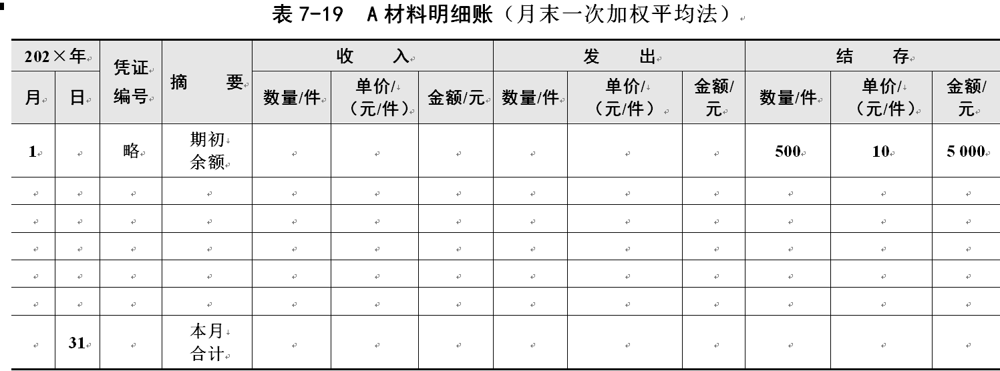 表 7-19 A 材料明细账（月末一次加权平均法）
202×年 凭证编号 摘 要 收 入 发 出 结 存
月 日 数量/件 单价/（元/件） 金额/元 数量/件 单价/（元/件） 金额/元 数量/件 单价/（元/件） 金额/元
1 略 期初余额 500 10 5 000
31 本月合计